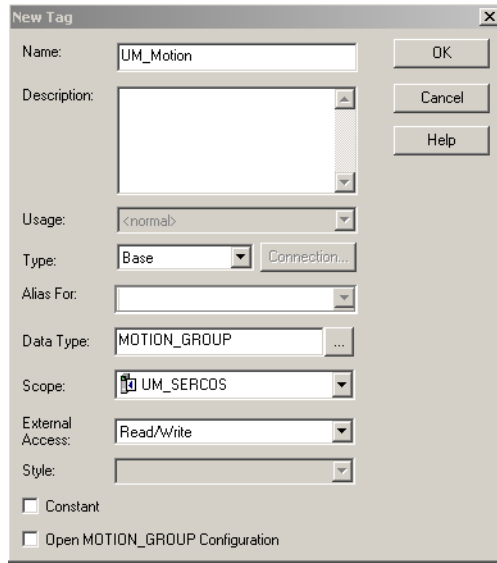 New Tag
Name: UM_Motion OK
Description: Cancel
Help
Usage: <normal>
Type: Base Connection...
Alias For:
Data Type: MOTION_GROUP ...
Scope: UM_SERCOS
External Access: Read/Write
Style:
Constant
Open MOTION_GROUP Configuration